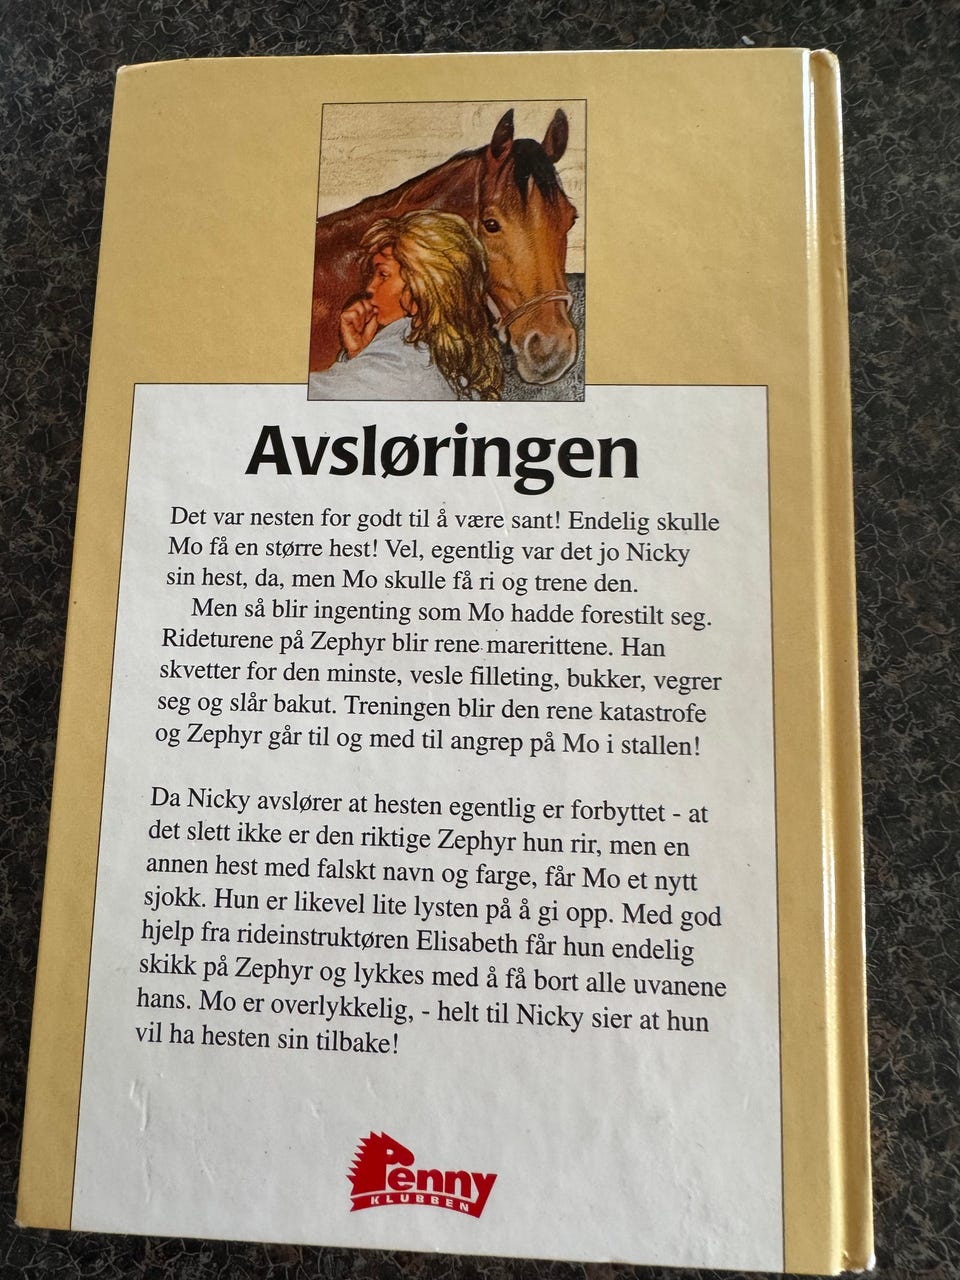 Avsløringen
Det var nesten for godt til å være sant! Endelig skulle
Mo få en større hest! Vel, egentlig var det jo Nicky
sin hest, da, men Mo skulle få ri og trene den.
Men så blir ingenting som Mo hadde forestilt seg.
Rideturene på Zephyr blir rene marerittene. Han
skvetter for den minste, vesle filleting, bukker, vegrer
seg og slår bakut. Treningen blir den rene katastrofe
og Zephyr går til og med til angrep på Mo i stallen!
Da Nicky avslører at hesten egentlig er forbyttet - at
det slett ikke er den riktige Zephyr hun rir, men en
annen hest med falskt navn og farge, får Mo et nytt
sjokk. Hun er likevel lite lysten på å gi opp. Med god
hjelp fra rideinstruktøren Elisabeth får hun endelig
skikk på Zephyr og lykkes med å få bort alle uvanene
hans. Mo er overlykkelig, - helt til Nicky sier at hun
vil ha hesten sin tilbake!
Penny
KLUBBEN